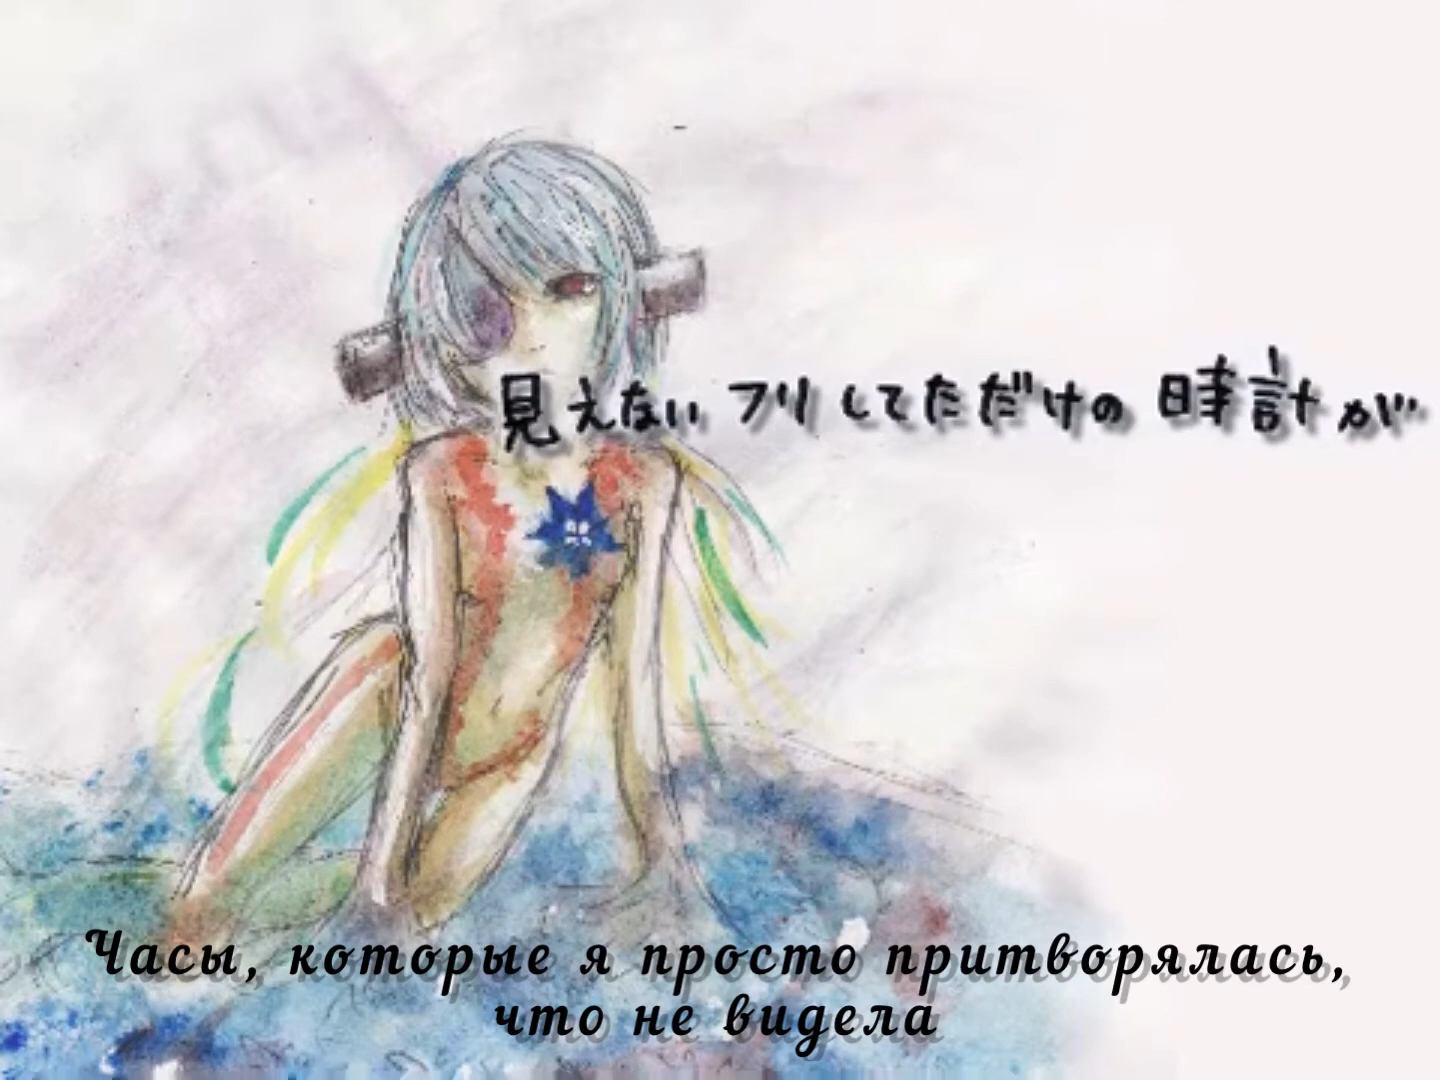 見えないフリしてただけの時計が
Часы, которые я просто притворялась,
что не видела